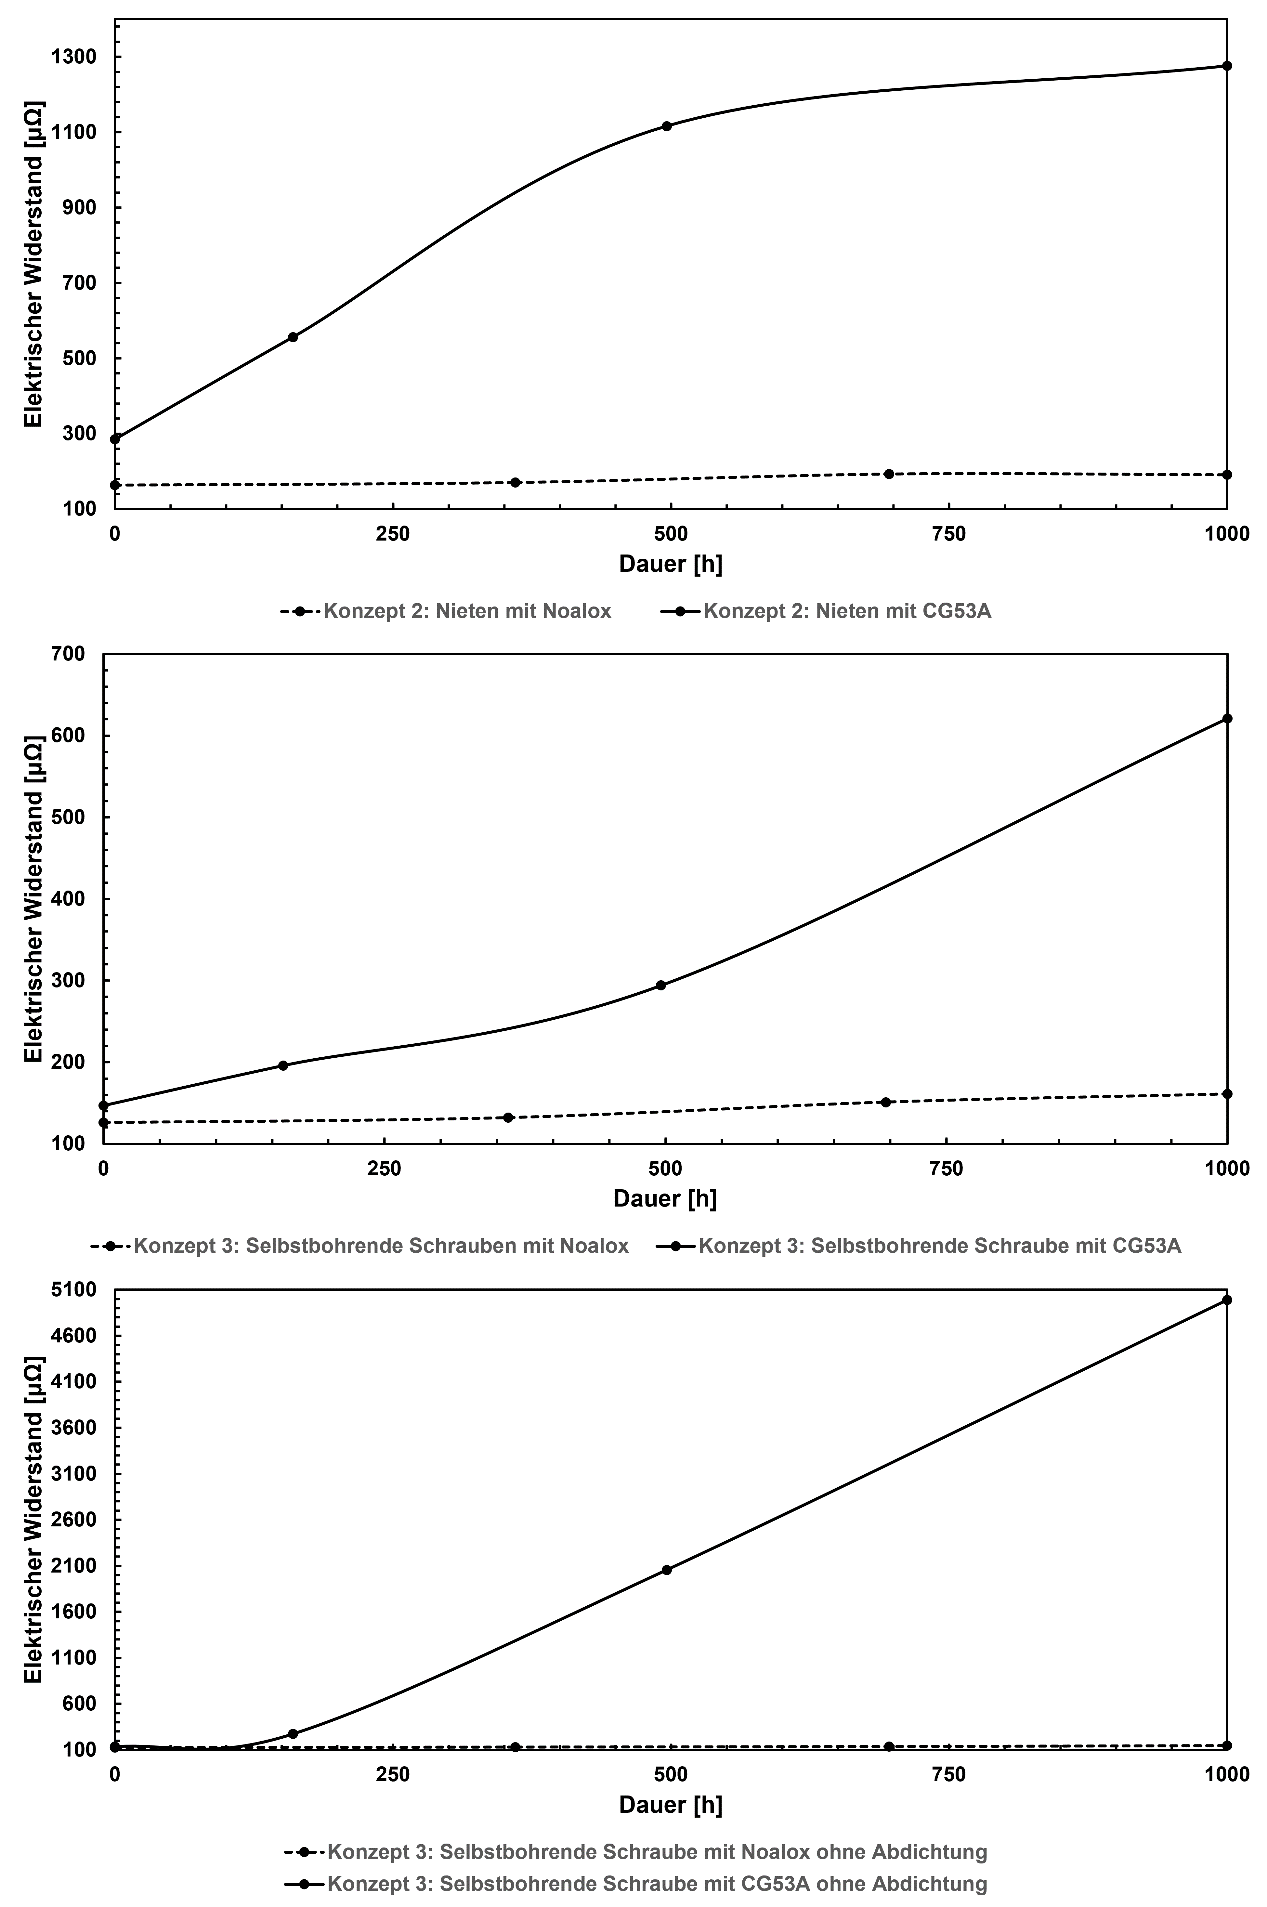 1300
1100
900
700
500
300
100
Elektrischer Widerstand [µΩ]
0 250 500 750 1000
Dauer [h]
Konzept 2: Nieten mit Noalox Konzept 2: Nieten mit CG53A
700
600
500
400
300
200
100
Elektrischer Widerstand [µΩ]
0 250 500 750 1000
Dauer [h]
Konzept 3: Selbstbohrende Schrauben mit Noalox Konzept 3: Selbstbohrende Schraube mit CG53A
5100
4600
4100
3600
3100
2600
2100
1600
1100
600
100
Elektrischer Widerstand [µΩ]
0 250 500 750 1000
Dauer [h]
Konzept 3: Selbstbohrende Schraube mit Noalox ohne Abdichtung
Konzept 3: Selbstbohrende Schraube mit CG53A ohne Abdichtung